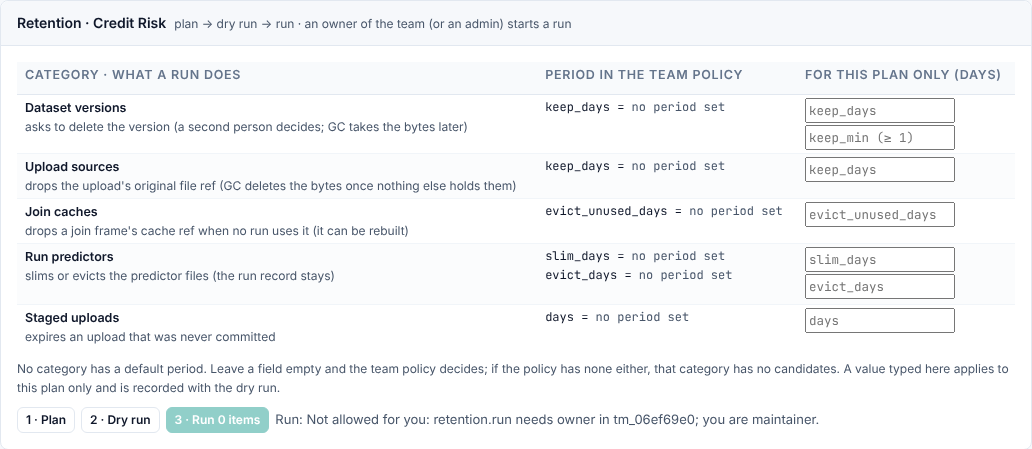 Retention · Credit Risk plan → dry run → run · an owner of the team (or an admin) starts a run
CATEGORY · WHAT A RUN DOES PERIOD IN THE TEAM POLICY FOR THIS PLAN ONLY (DAYS)
Dataset versions keep_days = no period set keep_days
asks to delete the version (a second person decides; GC takes the bytes later) keep_min (≥ 1)
Upload sources keep_days = no period set keep_days
drops the upload's original file ref (GC deletes the bytes once nothing else holds them)
Join caches evict_unused_days = no period set evict_unused_days
drops a join frame's cache ref when no run uses it (it can be rebuilt)
Run predictors slim_days = no period set slim_days
slims or evicts the predictor files (the run record stays) evict_days = no period set evict_days
Staged uploads days = no period set days
expires an upload that was never committed
No category has a default period. Leave a field empty and the team policy decides; if the policy has none either, that category has no candidates. A value typed here applies to
this plan only and is recorded with the dry run.
1 · Plan 2 · Dry run 3 · Run 0 items Run: Not allowed for you: retention.run needs owner in tm_06ef69e0; you are maintainer.